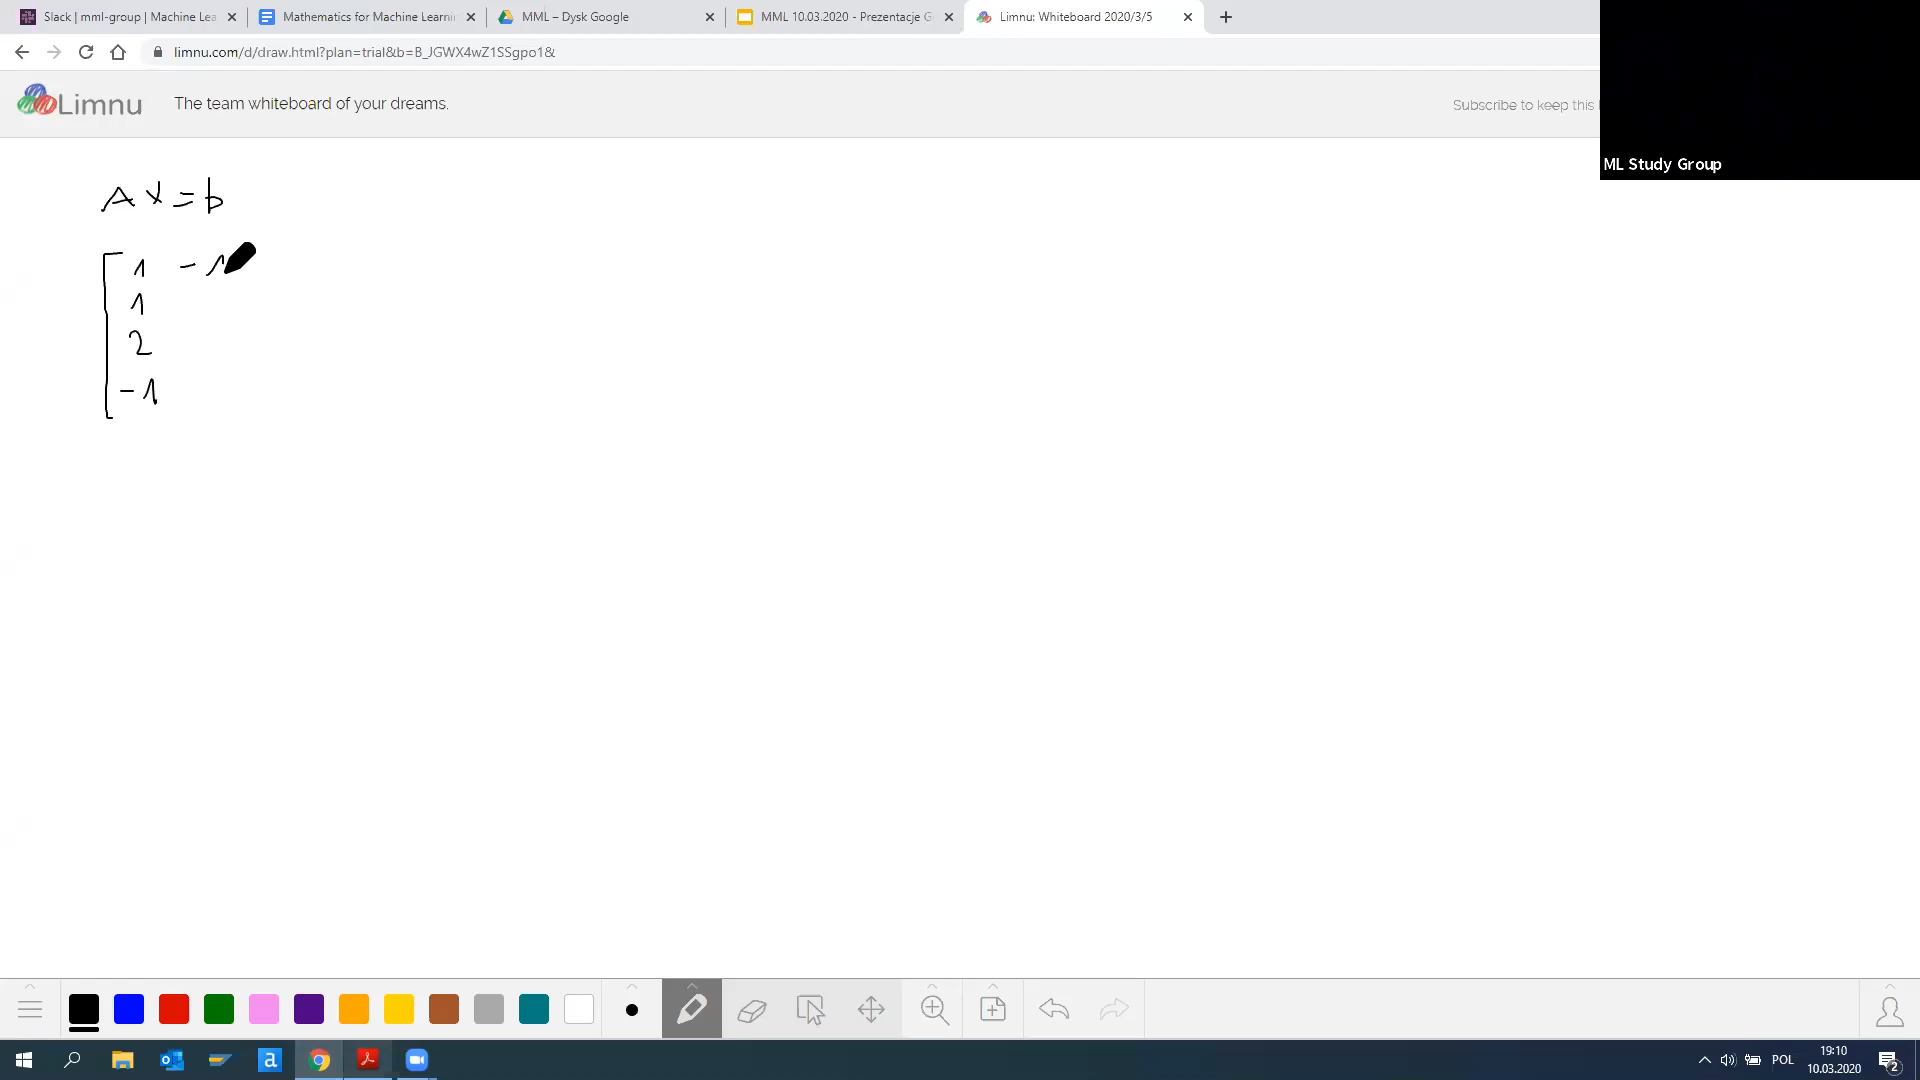 Slack | mml-group | Machine Lea
Mathematics for Machine Learnin
MML – Dysk Google
MML 10.03.2020 - Prezentacje G
Limnu: Whiteboard 2020/3/5
limnu.com/d/draw.html?plan=trial&b=B_JGWX4wZ1SSgpo1&
Limnu
The team whiteboard of your dreams.
Subscribe to keep this
ML Study Group
A x = b
1 -1
1
2
-1
POL
19:10
10.03.2020
2